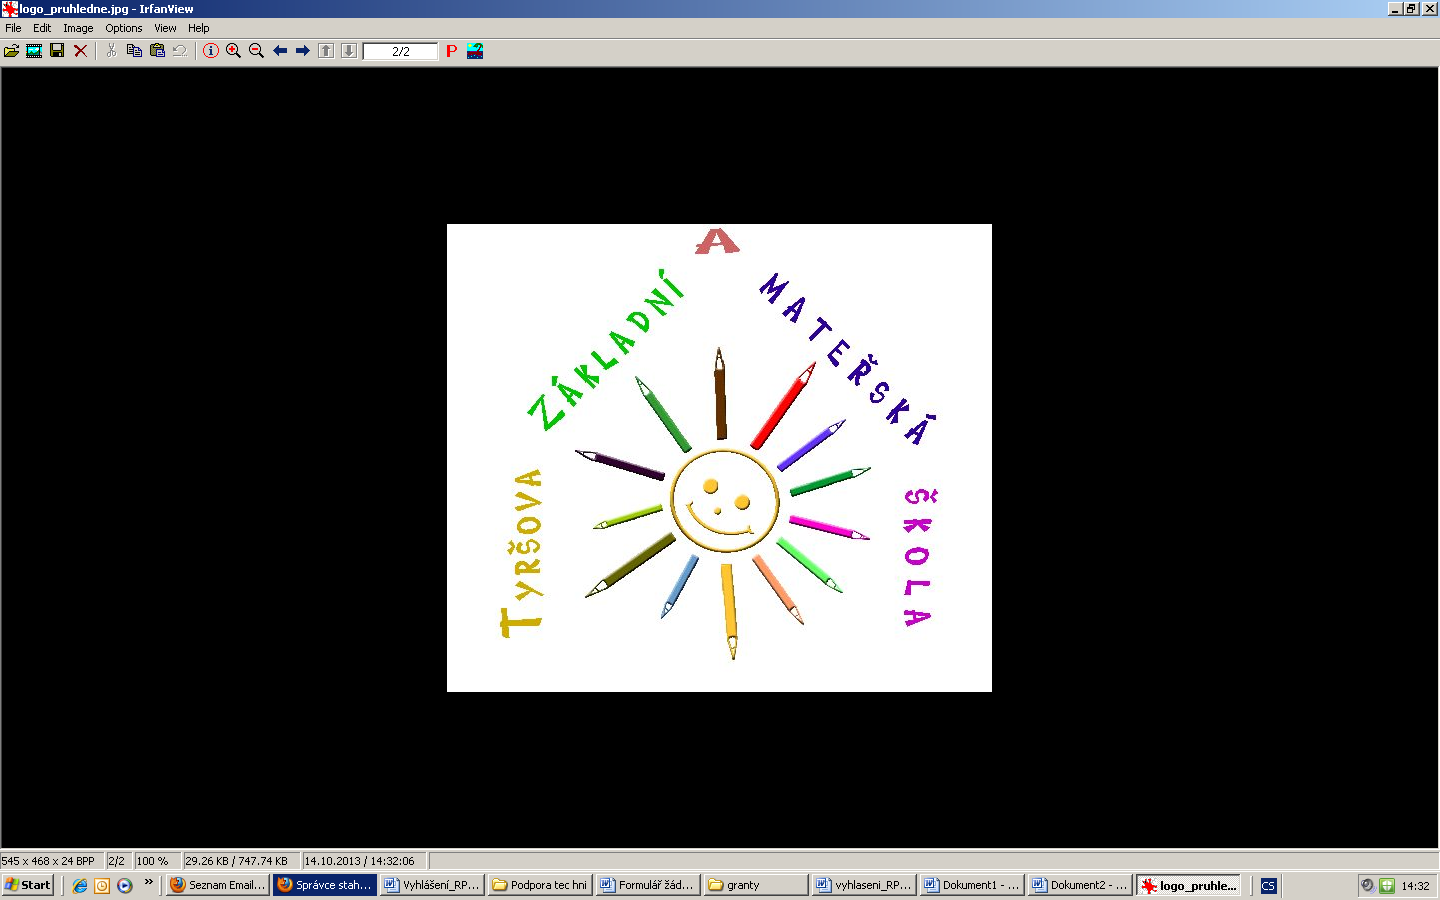 logo_pruhledne.jpg - IrfanView
File Edit Image Options View Help
2/2
P
Tyršova
Základní
A
mateřská
škola
545 x 468 x 24 BPP 2/2 100 % 29.26 KB / 747.74 KB 14.10.2013 / 14:32:06
Start » Seznam Email... Správce stah... Vyhlášení_RP... Podpora tec hni Formulář žád... granty vyhlaseni_RP... Dokument1 - ... Dokument2 - ... logo_pruhle... CS 14:32